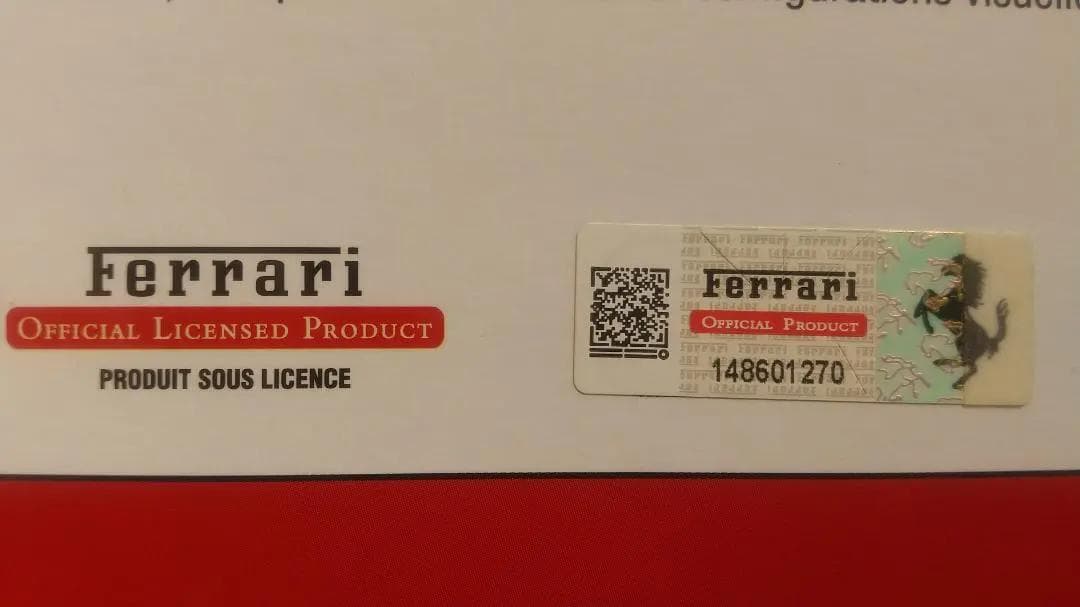 Ferrari
OFFICIAL LICENSED PRODUCT
PRODUIT SOUS LICENCE
Ferrari
OFFICIAL PRODUCT
148601270